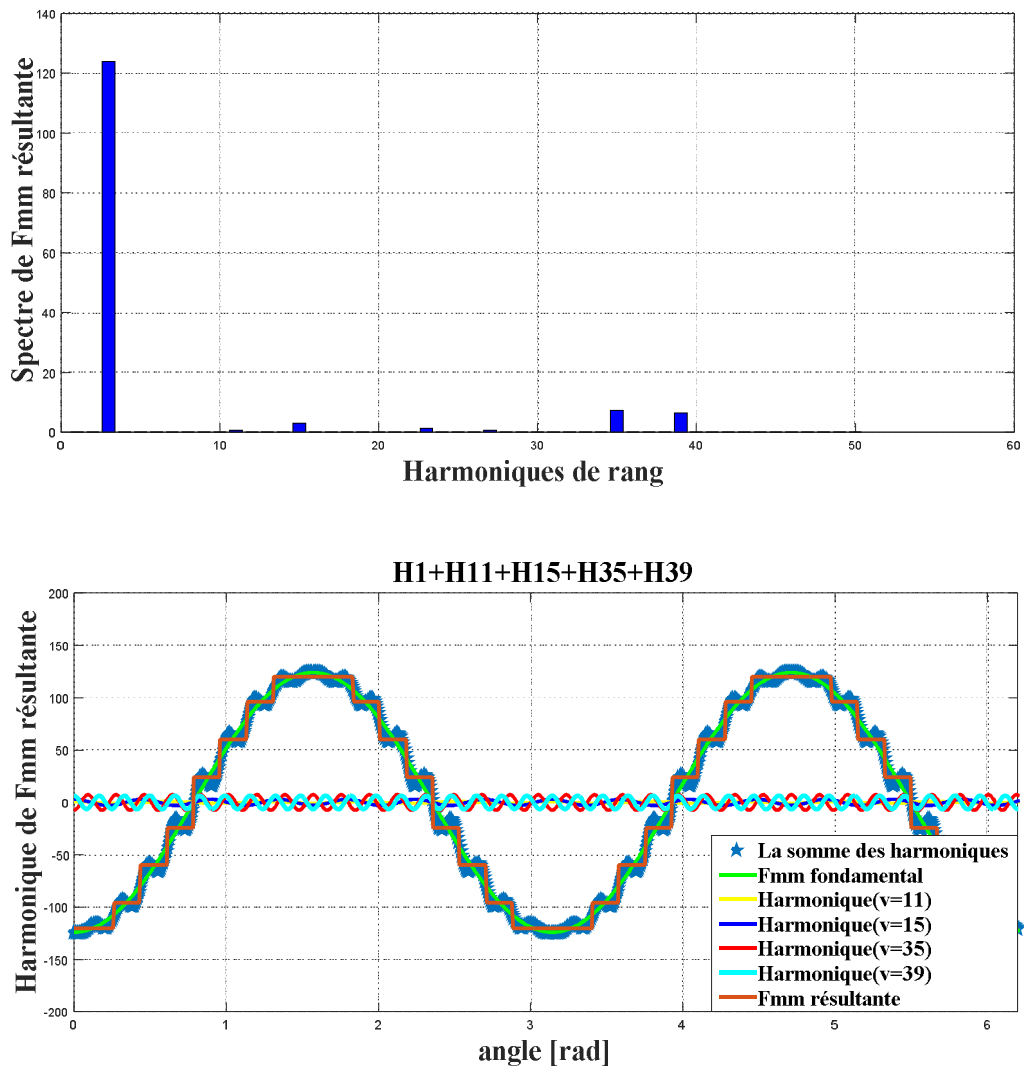 Spectre de Fmm résultante
140
120
100
80
60
40
20
0
0 10 20 30 40 50 60
Harmoniques de rang
H1+H11+H15+H35+H39
Harmonique de Fmm résultante
200
150
100
50
0
-50
-100
-150
-200
La somme des harmoniques
Fmm fondamental
Harmonique(v=11)
Harmonique(v=15)
Harmonique(v=35)
Harmonique(v=39)
Fmm résultante
0 1 2 3 4 5 6
angle [rad]